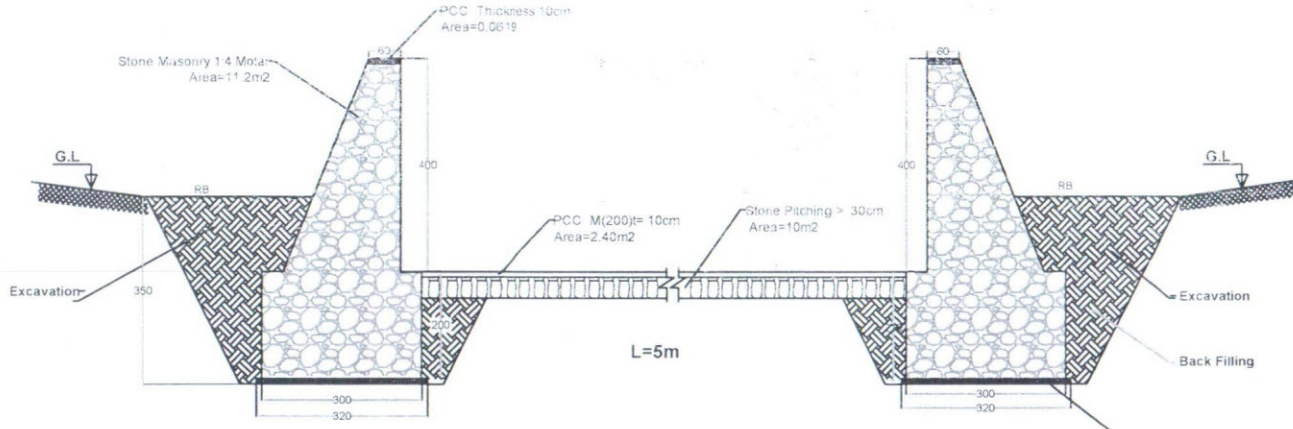 PCC Thickness 10cm
Area=0.0619
60
60
Stone Masonry 1:4 Motar
Area=11.2m2
G.L
G.L
400
400
RB
RB
PCC M(200)t= 10cm
Area=2.40m2
Stone Pitching > 30cm
Area=10m2
Excavation
350
Excavation
200
L=5m
Back Filling
300
320
300
320